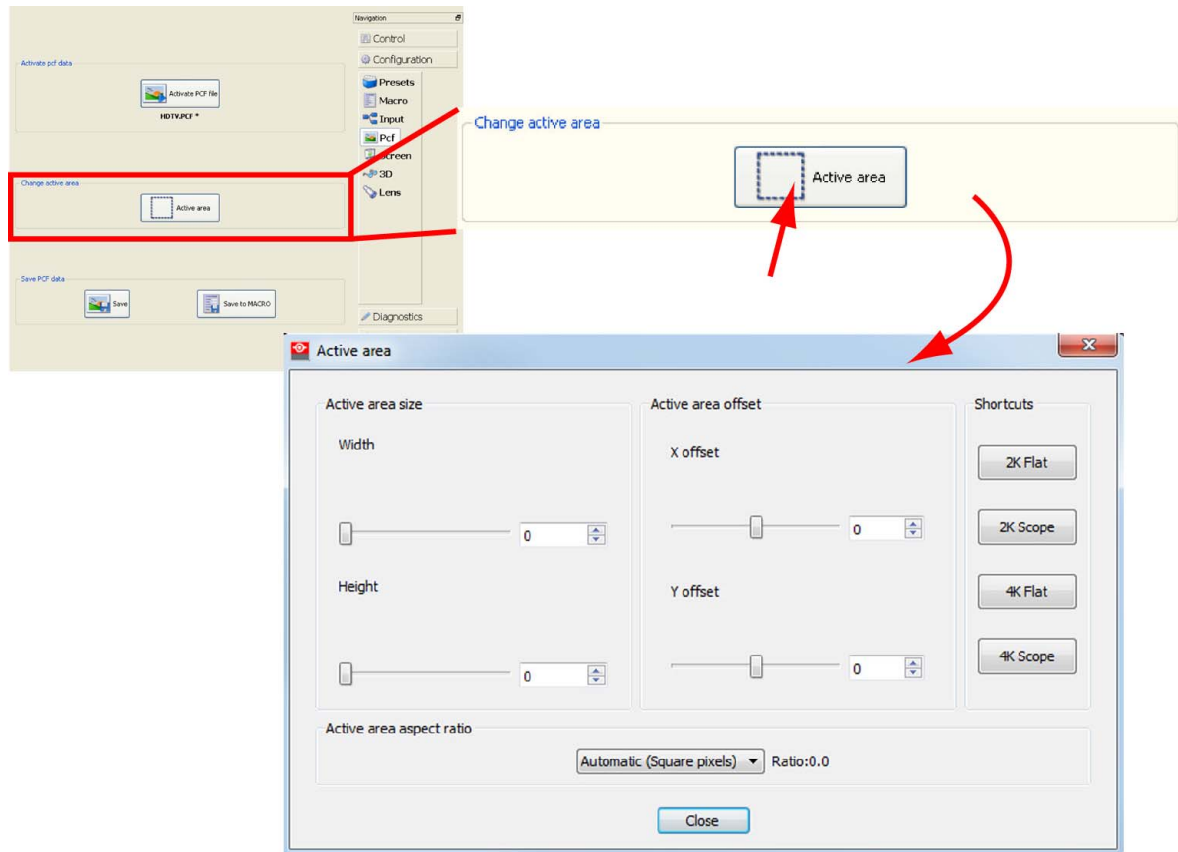 Navigation
Control
Configuration
Presets
Macro
Input
Pcf
Screen
3D
Lens
Diagnostics
Activate pcf data
Activate PCF file
HDTV.PCF *
Change active area
Active area
Save PCF data
Save
Save to MACRO
Change active area
Active area
Active area
Active area size
Width
0
Height
0
Active area offset
X offset
0
Y offset
0
Shortcuts
2K Flat
2K Scope
4K Flat
4K Scope
Active area aspect ratio
Automatic (Square pixels) Ratio:0.0
Close